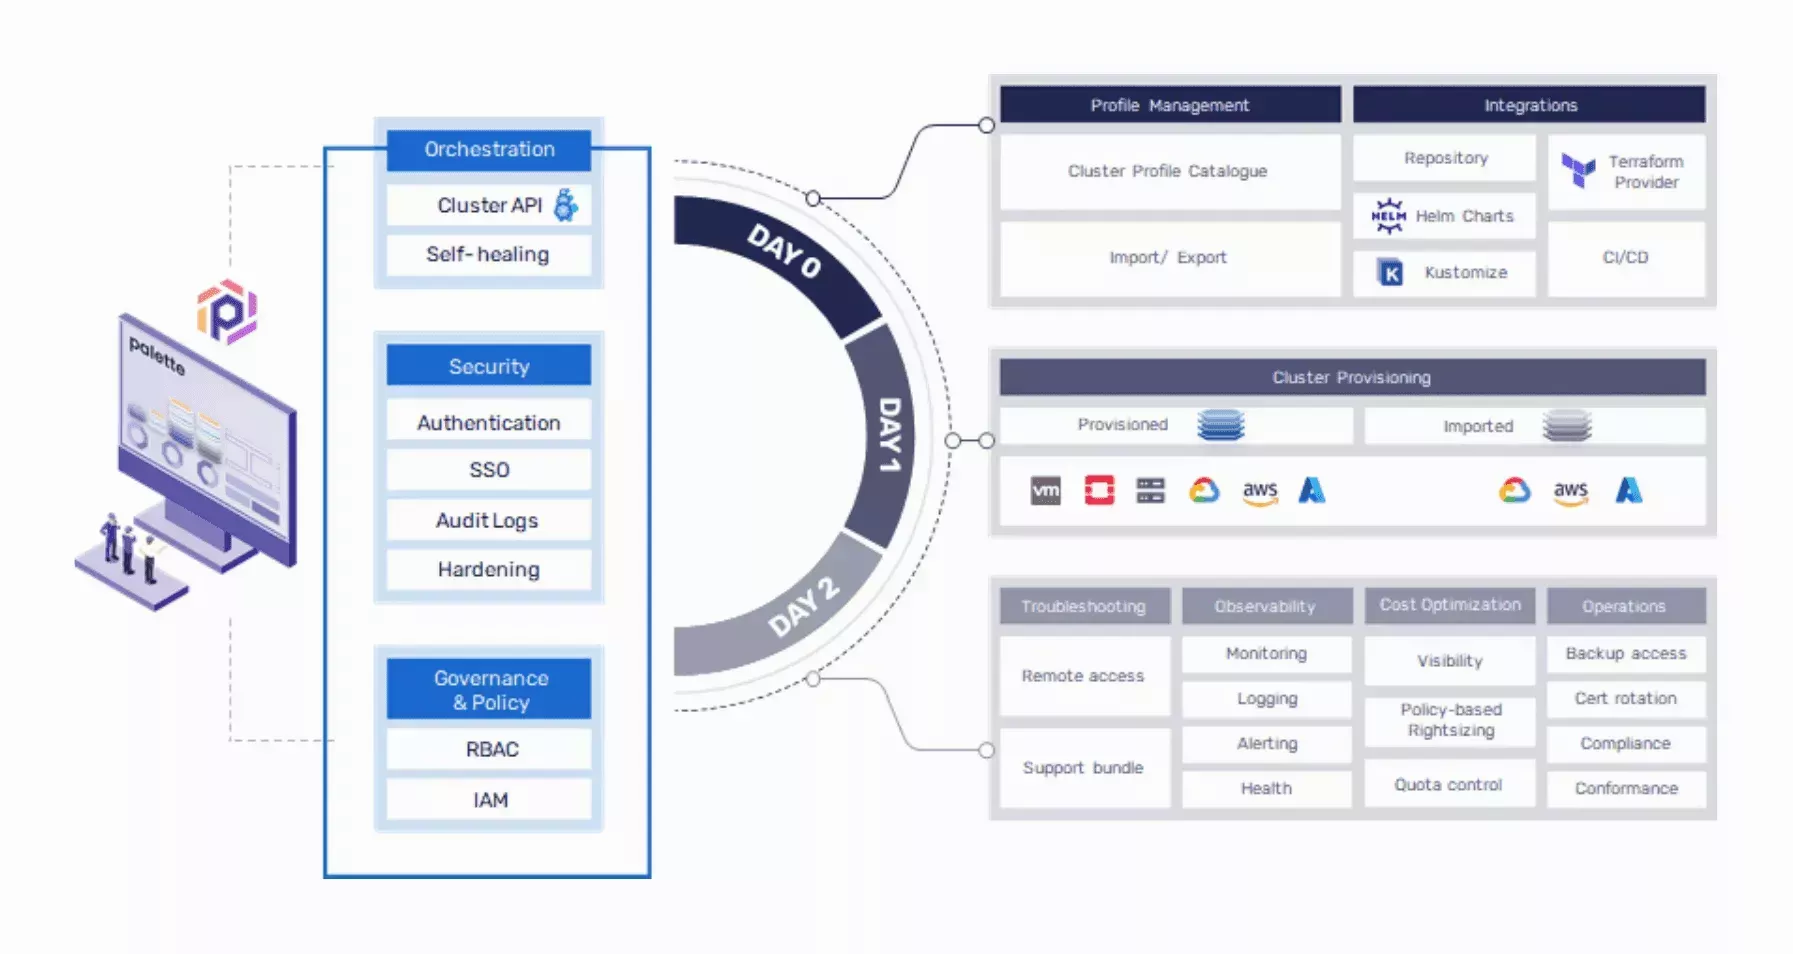 palette
Orchestration
Cluster API
Self-healing
Security
Authentication
SSO
Audit Logs
Hardening
Governance
& Policy
RBAC
IAM
DAY 0
DAY 1
DAY 2
Profile Management
Cluster Profile Catalogue
Import/ Export
Integrations
Repository
HELM Helm Charts
K Kustomize
Terraform
Provider
CI/CD
Cluster Provisioning
Provisioned
Imported
vm
aws
aws
Troubleshooting
Remote access
Support bundle
Observability
Monitoring
Logging
Alerting
Health
Cost Optimization
Visibility
Policy-based
Rightsizing
Quota control
Operations
Backup access
Cert rotation
Compliance
Conformance